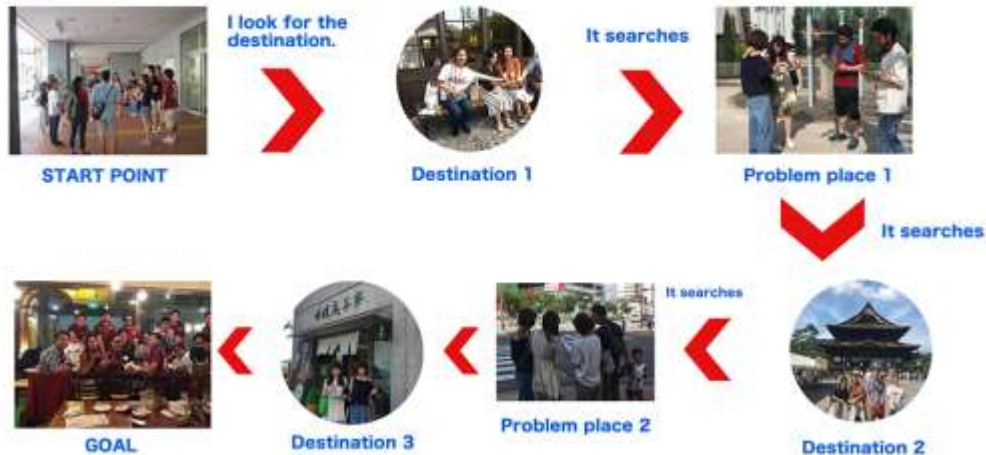 I look for the
destination.
It searches
START POINT
Destination 1
Problem place 1
It searches
It searches
GOAL
Destination 3
Problem place 2
Destination 2